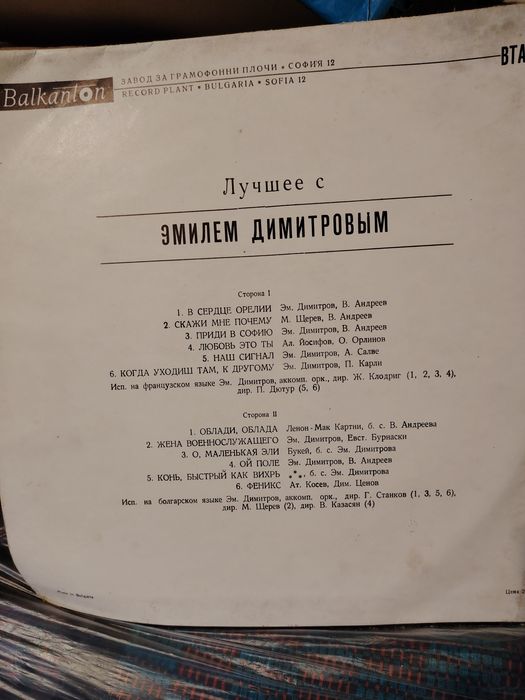 Balkanton
ЗАВОД ЗА ГРАМОФОННИ ПЛОЧИ • СОФИЯ 12
RECORD PLANT • BULGARIA • SOFIA 12
ВТА
Лучшее с
ЭМИЛЕМ ДИМИТРОВЫМ
Сторона I
1. В СЕРДЦЕ ОРЕЛИИ Эм. Димитров, В. Андреев
2. СКАЖИ МНЕ ПОЧЕМУ М. Щерев, В. Андреев
3. ПРИДИ В СОФИЮ Эм. Димитров, В. Андреев
4. ЛЮБОВЬ ЭТО ТЫ Ал. Йосифов, О. Орлинов
5. НАШ СИГНАЛ Эм. Димитров, А. Салве
6. КОГДА УХОДИШ ТАМ, К ДРУГОМУ Эм. Димитров, П. Карли
Исп. на французском языке Эм. Димитров, аккомп. орк., дир. Ж. Клодриг (1, 2, 3, 4),
дир. П. Дютур (5, 6)
Сторона II
1. ОБЛАДИ, ОБЛАДА Ленон-Мак Картни, б. с. В. Андреева
2. ЖЕНА ВОЕННОСЛУЖАЩЕГО Эм. Димитров, Евст. Бурнаски
3. О, МАЛЕНЬКАЯ ЭЛИ Букей, б. с. Эм. Димитрова
4. ОЙ ПОЛЕ Эм. Димитров, В. Андреев
5. КОНЬ, БЫСТРЫЙ КАК ВИХРЬ ***, б. с. Эм. Димитрова
6. ФЕНИКС Ат. Косев, Дим. Ценов
Исп. на болгарском языке Эм. Димитров, аккомп. орк., дир. Г. Станков (1, 3, 5, 6),
дир. М. Щерев (2), дир. В. Казасян (4)
Made in Bulgaria
Цена 2